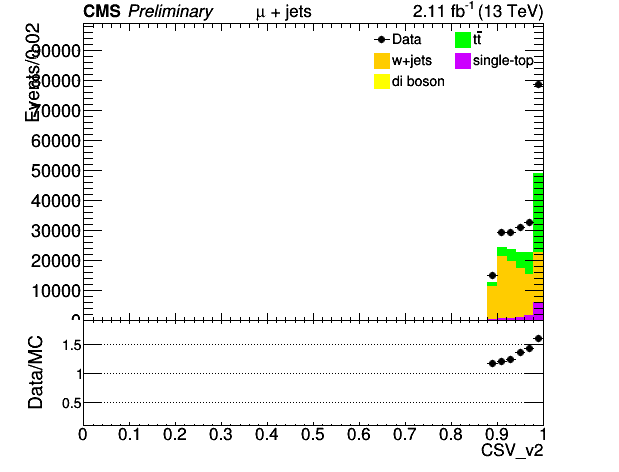 CMS Preliminary μ + jets 2.11 fb⁻¹ (13 TeV)
Data tt̄
w+jets single-top
di boson
Events/0.02
90000
80000
70000
60000
50000
40000
30000
20000
10000
0
Data/MC
1.5
1
0.5
0 0.1 0.2 0.3 0.4 0.5 0.6 0.7 0.8 0.9 1
CSV_v2